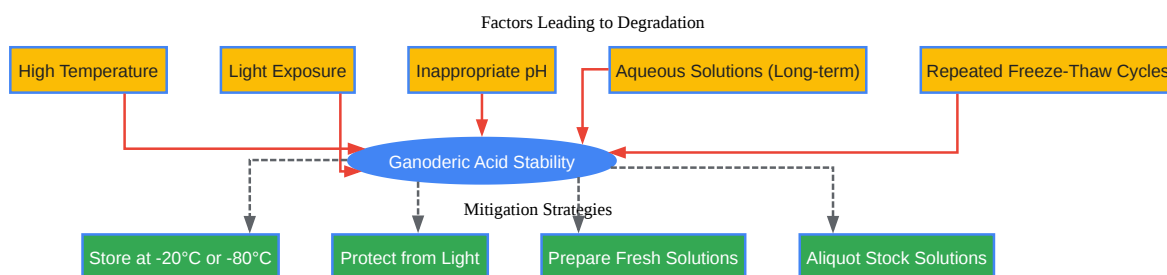 Factors Leading to Degradation
High Temperature
Light Exposure
Inappropriate pH
Aqueous Solutions (Long-term)
Repeated Freeze-Thaw Cycles
Ganoderic Acid Stability
Mitigation Strategies
Store at -20°C or -80°C
Protect from Light
Prepare Fresh Solutions
Aliquot Stock Solutions